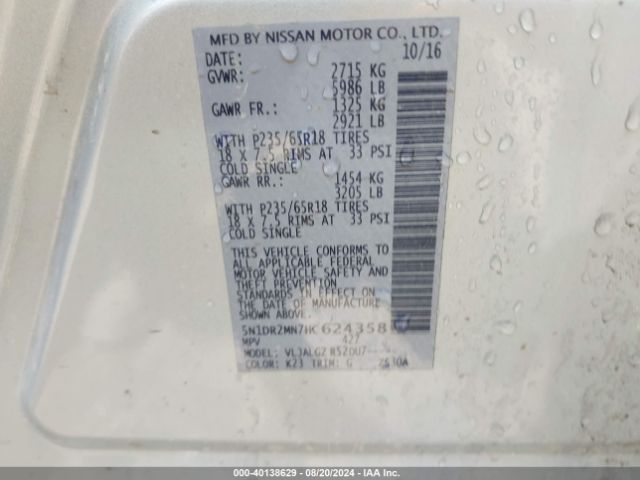 MFD BY NISSAN MOTOR CO., LTD.
DATE: 10/16
GVWR: 2715 KG
5986 LB
GAWR FR.: 1325 KG
2921 LB
WITH P235/65R18 TIRES
18 X 7.5 RIMS AT 33 PSI
COLD SINGLE
GAWR RR.: 1454 KG
3205 LB
WITH P235/65R18 TIRES
18 X 7.5 RIMS AT 33 PSI
COLD SINGLE
THIS VEHICLE CONFORMS TO
ALL APPLICABLE FEDERAL
MOTOR VEHICLE SAFETY AND
THEFT PREVENTION
STANDARDS IN EFFECT ON
THE DATE OF MANUFACTURE
SHOWN ABOVE.
5N1DR2MN7HC624358
MPV 427
MODEL:
COLOR: K23 TRIM: G
000-40138629 - 08/20/2024 - IAA Inc.